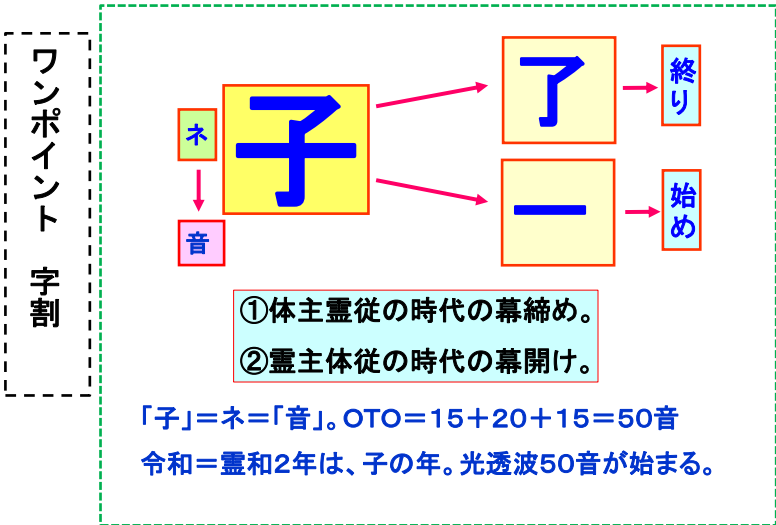 ワンポイント 字割
ネ
音
子
了
終り
一
始め
①体主霊従の時代の幕締め。
②霊主体従の時代の幕開け。
「子」＝ネ＝「音」。OTO＝15＋20＋15＝50音
令和＝霊和2年は、子の年。光透波50音が始まる。